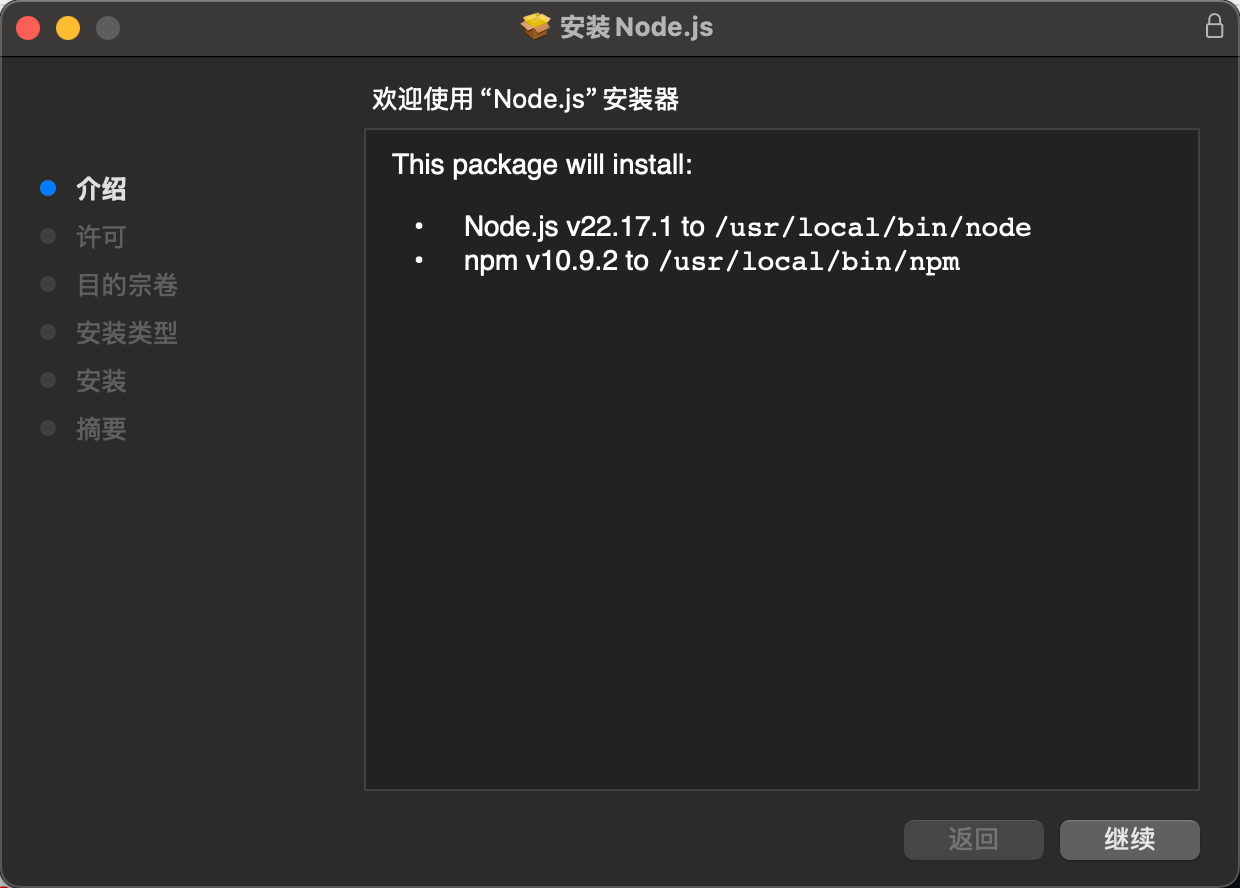 安装 Node.js
欢迎使用 “Node.js” 安装器
介绍
许可
目的宗卷
安装类型
安装
摘要
This package will install:
• Node.js v22.17.1 to /usr/local/bin/node
• npm v10.9.2 to /usr/local/bin/npm
返回
继续